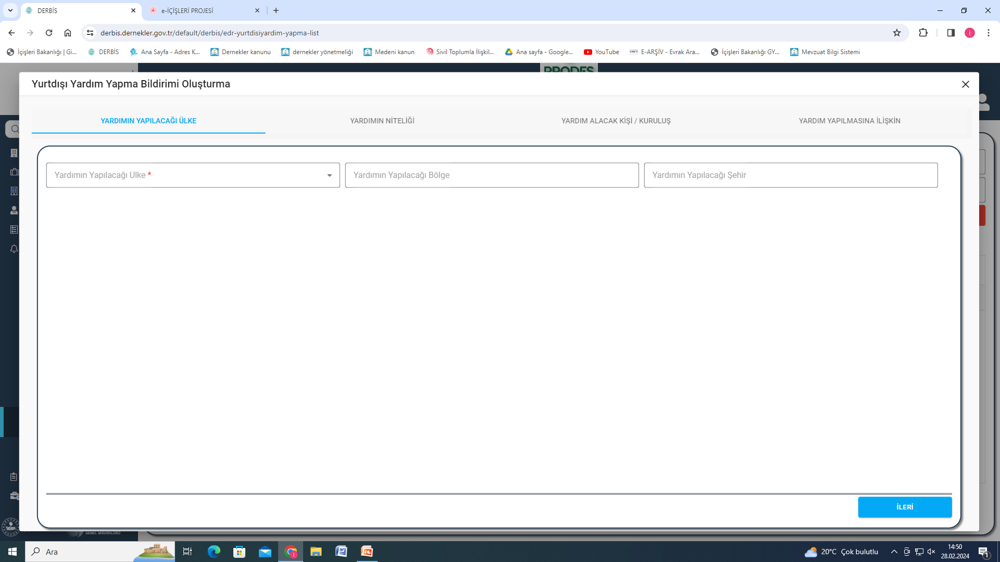 DERBİS
e-İÇİŞLERİ PROJESİ
derbis.dernekler.gov.tr/default/derbis/edr-yurtdisiyardim-yapma-list
İçişleri Bakanlığı | Gi...
DERBİS
Ana Sayfa - Adres K...
Dernekler kanunu
dernekler yönetmeliği
Medeni kanun
Sivil Toplumla İlişkil...
Ana sayfa - Google...
YouTube
E-ARŞİV - Evrak Ara...
İçişleri Bakanlığı GY...
Mevzuat Bilgi Sistemi
PRODES
Yurtdışı Yardım Yapma Bildirimi Oluşturma
YARDIMIN YAPILACAĞI ÜLKE
YARDIMIN NİTELİĞİ
YARDIM ALACAK KİŞİ / KURULUŞ
YARDIM YAPILMASINA İLİŞKİN
Yardımın Yapılacağı Ülke *
Yardımın Yapılacağı Bölge
Yardımın Yapılacağı Şehir
İLERİ
GENEL MÜDÜRLÜĞÜ
Ara
20°C Çok bulutlu
14:50
28.02.2024
1